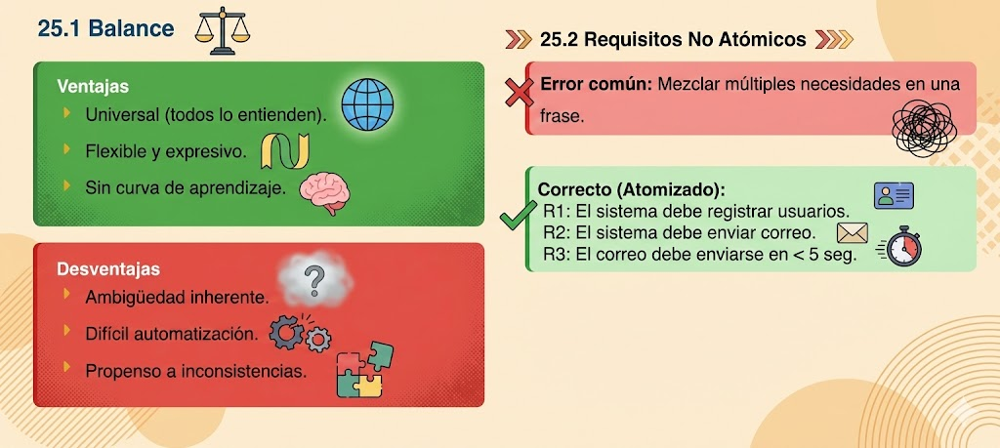 25.1 Balance
Ventajas
Universal (todos lo entienden).
Flexible y expresivo.
Sin curva de aprendizaje.
Desventajas
?
Ambigüedad inherente.
Difícil automatización.
Propenso a inconsistencias.
25.2 Requisitos No Atómicos
Error común: Mezclar múltiples necesidades en una
frase.
Correcto (Atomizado):
R1: El sistema debe registrar usuarios.
R2: El sistema debe enviar correo.
R3: El correo debe enviarse en < 5 seg.